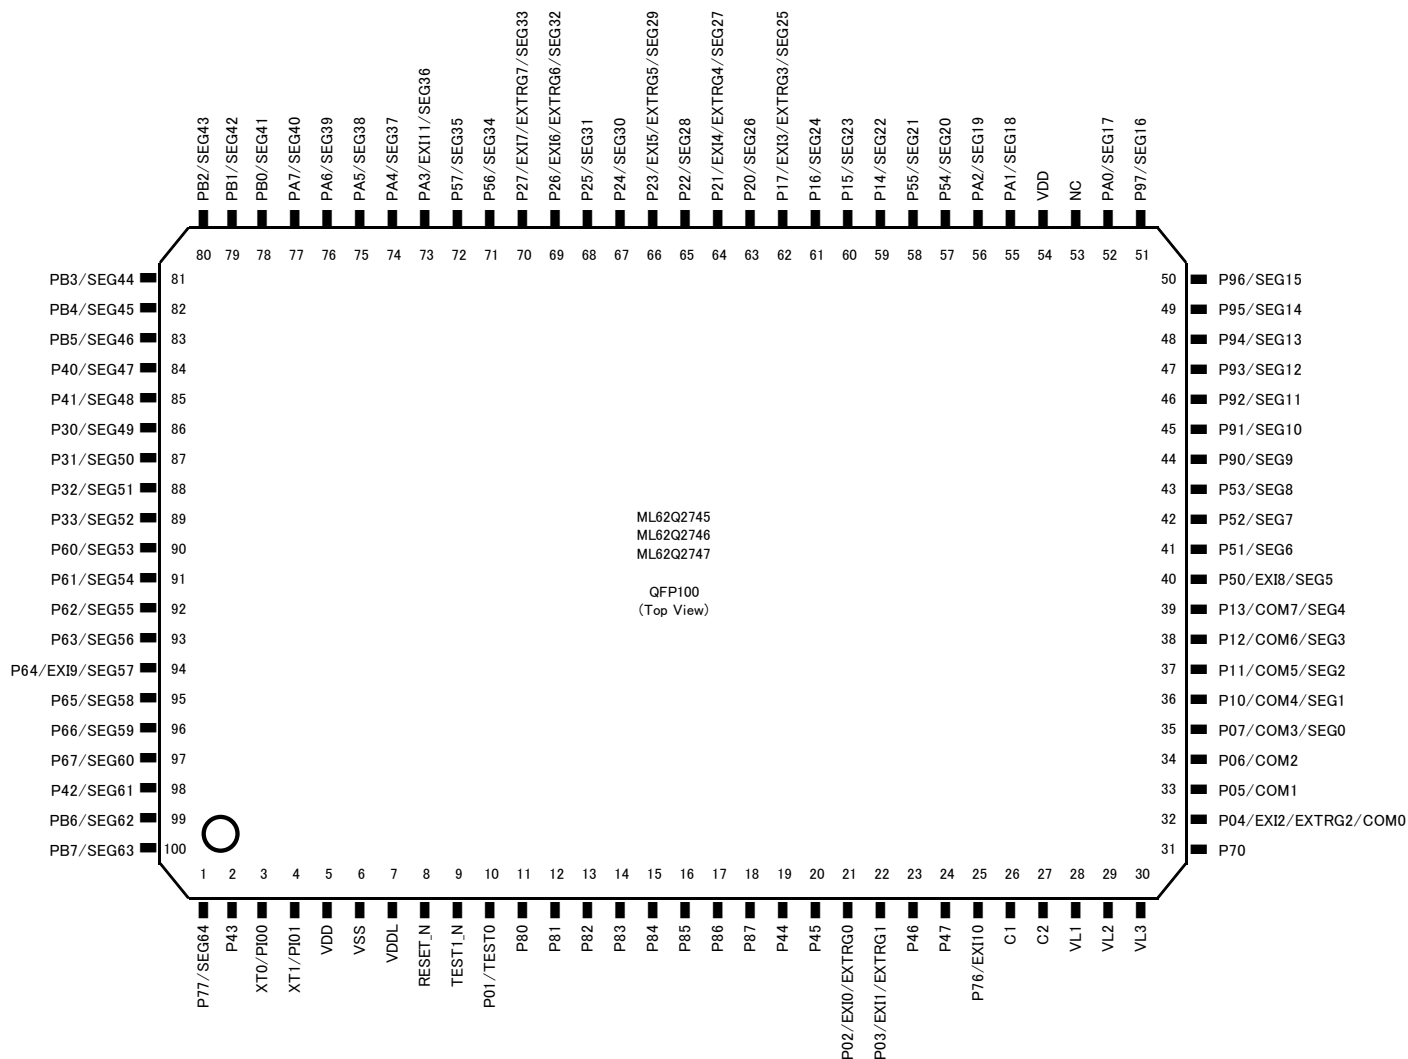 PB2/SEG43
PB1/SEG42
PB0/SEG41
PA7/SEG40
PA6/SEG39
PA5/SEG38
PA4/SEG37
PA3/EXI11/SEG36
P57/SEG35
P56/SEG34
P27/EXI7/EXTRG7/SEG33
P26/EXI6/EXTRG6/SEG32
P25/SEG31
P24/SEG30
P23/EXI5/EXTRG5/SEG29
P22/SEG28
P21/EXI4/EXTRG4/SEG27
P20/SEG26
P17/EXI3/EXTRG3/SEG25
P16/SEG24
P15/SEG23
P14/SEG22
P55/SEG21
P54/SEG20
PA2/SEG19
PA1/SEG18
VDD
NC
PA0/SEG17
P97/SEG16
80 79 78 77 76 75 74 73 72 71 70 69 68 67 66 65 64 63 62 61 60 59 58 57 56 55 54 53 52 51
PB3/SEG44 81
PB4/SEG45 82
PB5/SEG46 83
P40/SEG47 84
P41/SEG48 85
P30/SEG49 86
P31/SEG50 87
P32/SEG51 88
P33/SEG52 89
P60/SEG53 90
P61/SEG54 91
P62/SEG55 92
P63/SEG56 93
P64/EXI9/SEG57 94
P65/SEG58 95
P66/SEG59 96
P67/SEG60 97
P42/SEG61 98
PB6/SEG62 99
PB7/SEG63 100
ML62Q2745
ML62Q2746
ML62Q2747
QFP100
(Top View)
50 P96/SEG15
49 P95/SEG14
48 P94/SEG13
47 P93/SEG12
46 P92/SEG11
45 P91/SEG10
44 P90/SEG9
43 P53/SEG8
42 P52/SEG7
41 P51/SEG6
40 P50/EXI8/SEG5
39 P13/COM7/SEG4
38 P12/COM6/SEG3
37 P11/COM5/SEG2
36 P10/COM4/SEG1
35 P07/COM3/SEG0
34 P06/COM2
33 P05/COM1
32 P04/EXI2/EXTRG2/COM0
31 P70
1 2 3 4 5 6 7 8 9 10 11 12 13 14 15 16 17 18 19 20 21 22 23 24 25 26 27 28 29 30
P77/SEG64
P43
XT0/PI00
XT1/PI01
VDD
VSS
VDDL
RESET_N
TEST1_N
P01/TEST0
P80
P81
P82
P83
P84
P85
P86
P87
P44
P45
P02/EXI0/EXTRG0
P03/EXI1/EXTRG1
P46
P47
P76/EXI10
C1
C2
VL1
VL2
VL3